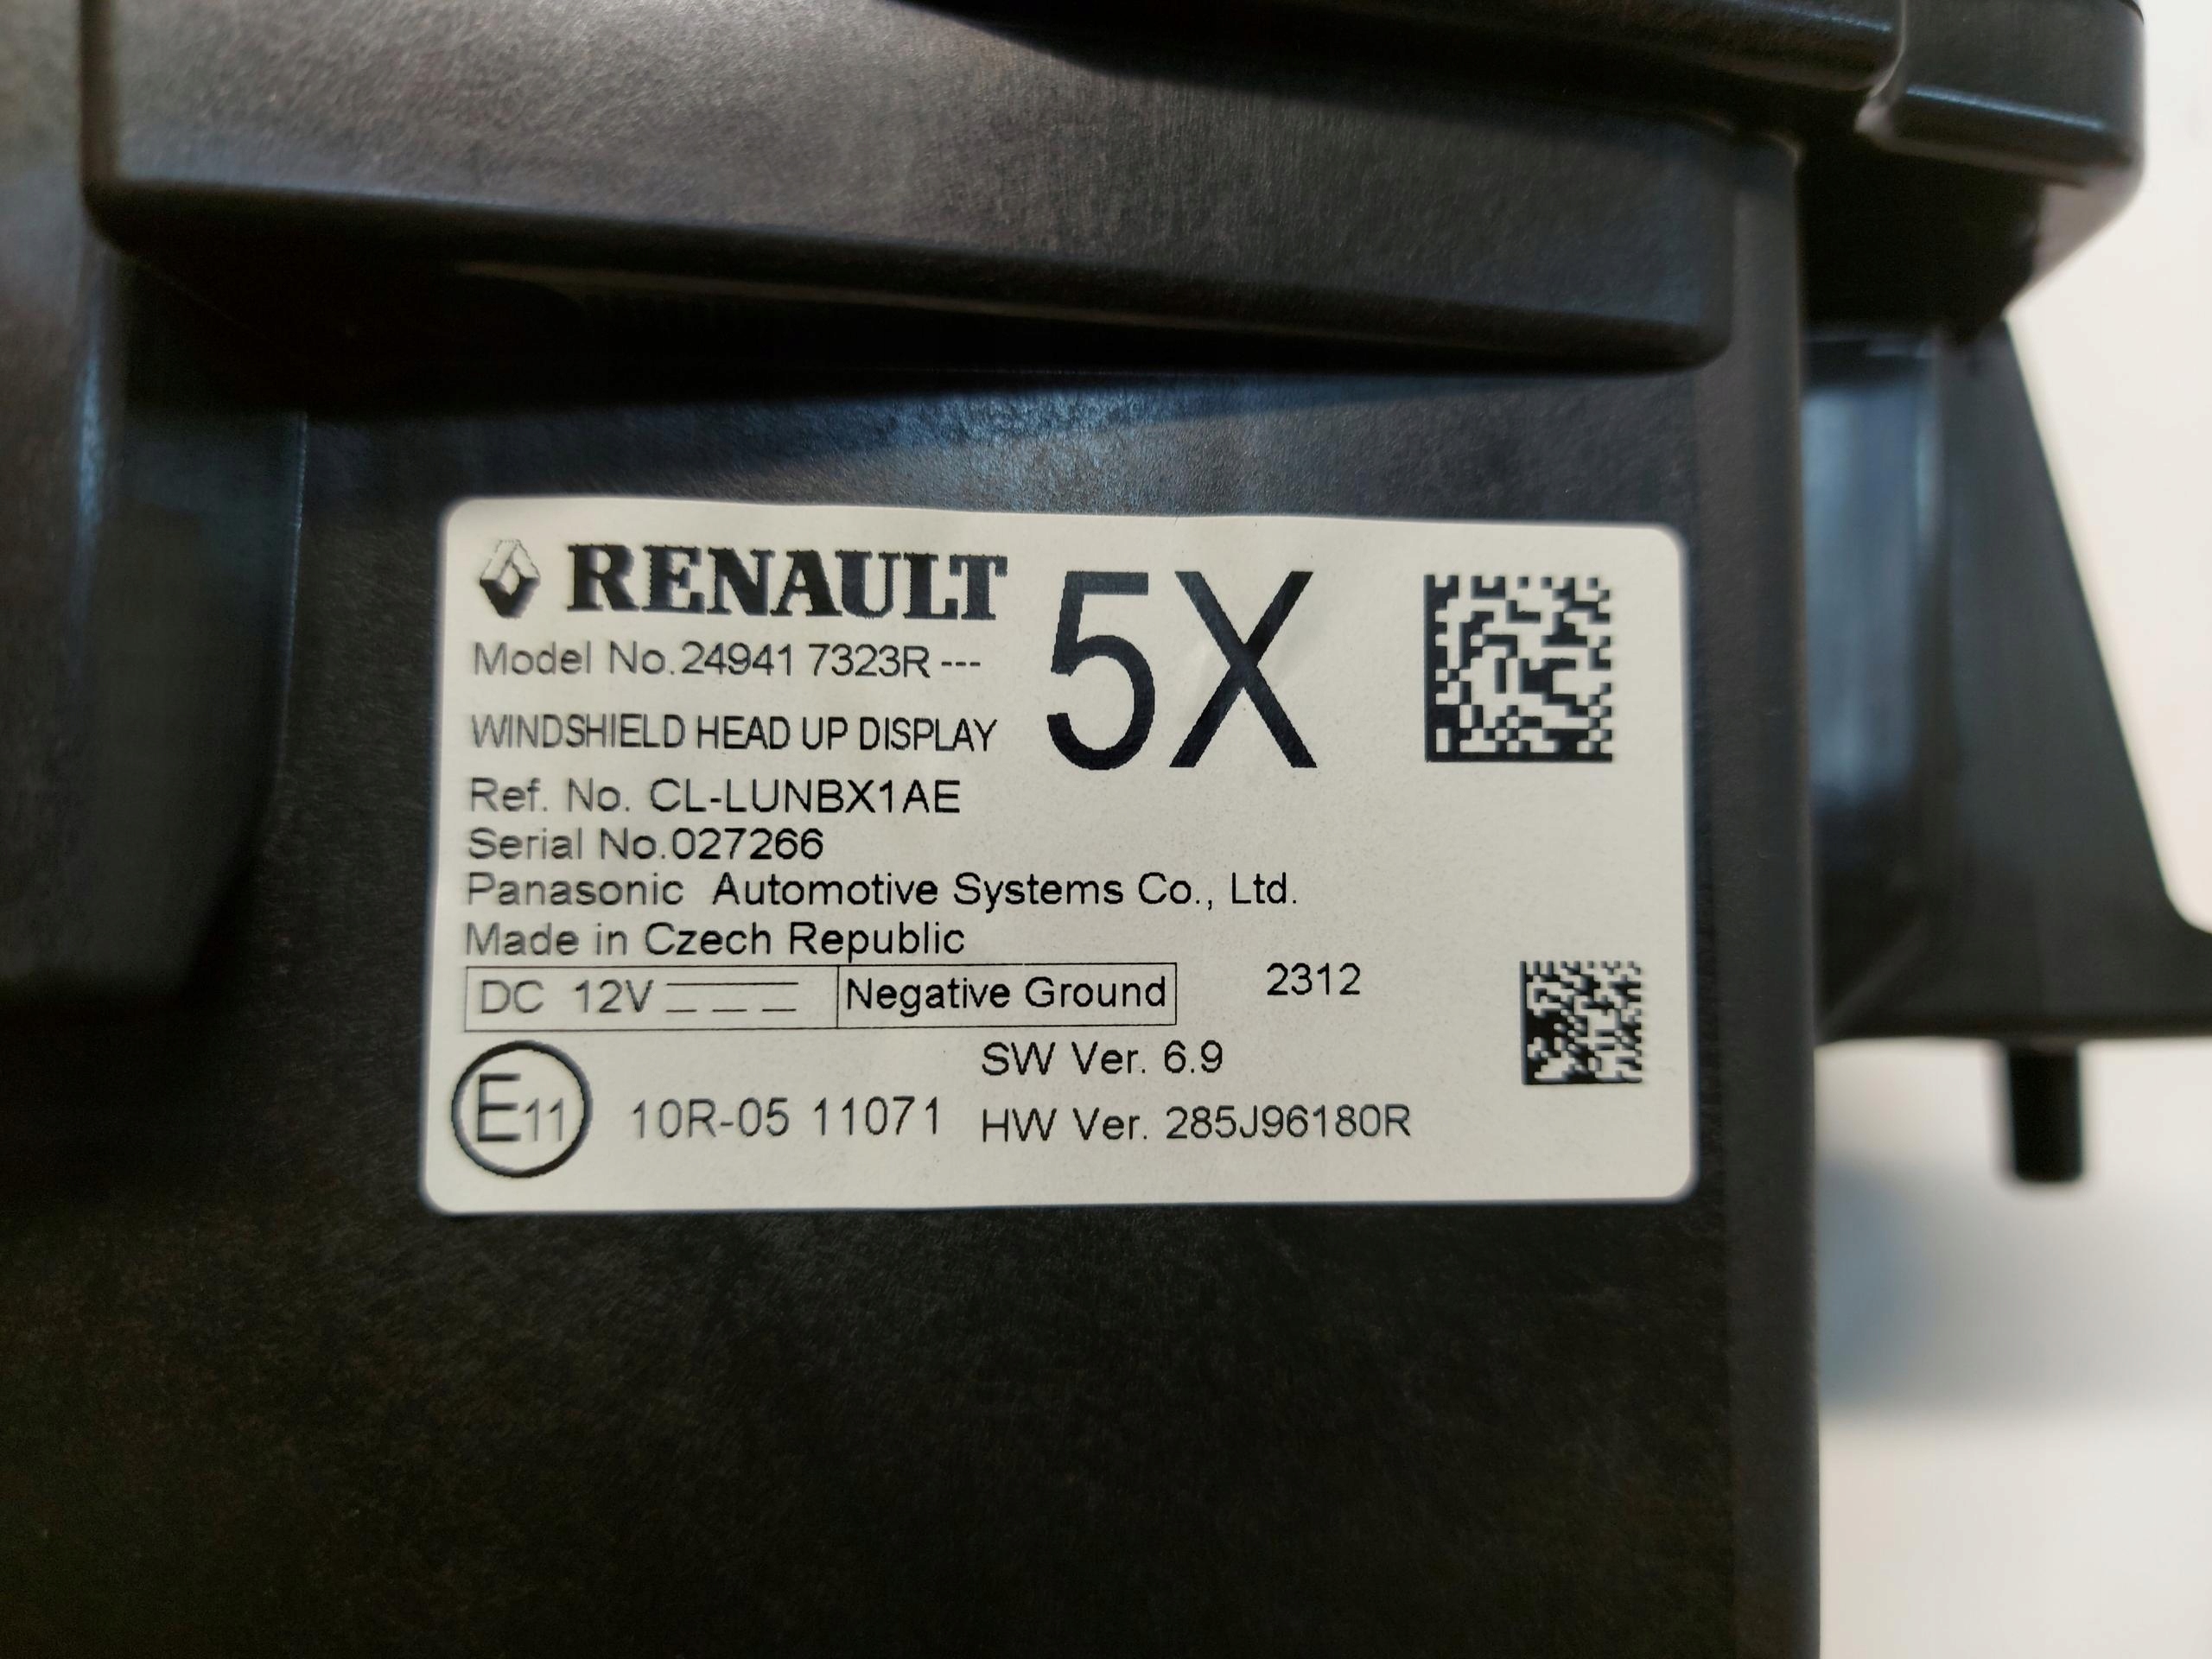 RENAULT
5X
Model No.24941 7323R ---
WINDSHIELD HEAD UP DISPLAY
Ref. No. CL-LUNBX1AE
Serial No.027266
Panasonic Automotive Systems Co., Ltd.
Made in Czech Republic
DC 12V Negative Ground 2312
SW Ver. 6.9
E11 10R-05 11071 HW Ver. 285J96180R